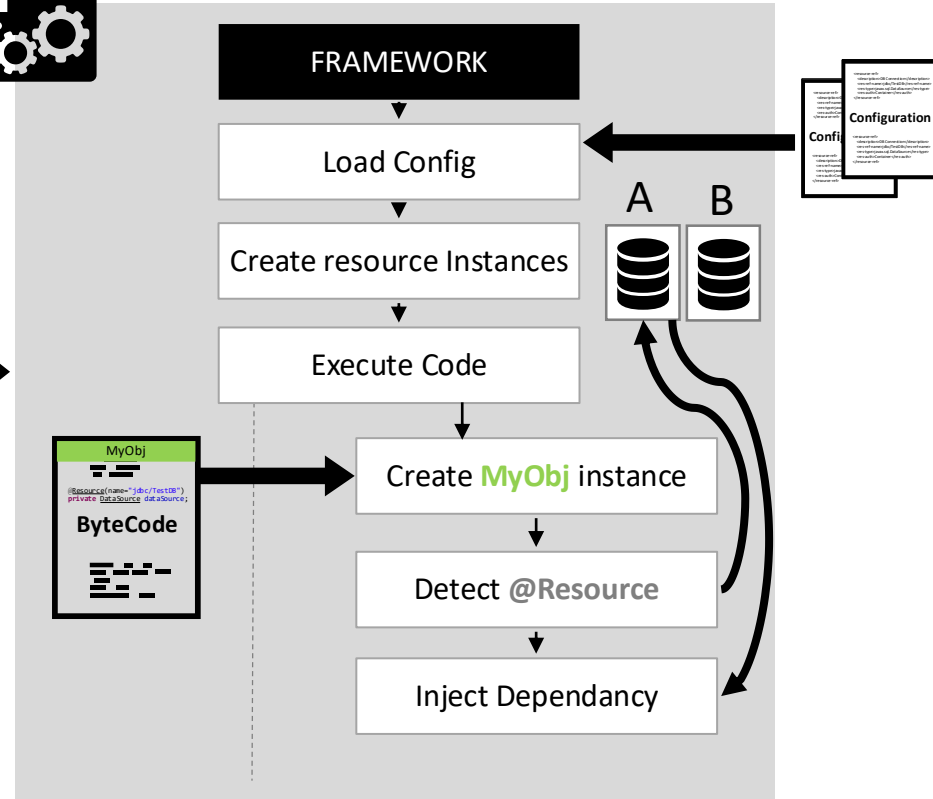 FRAMEWORK
Load Config
Configuration
Confi
A B
Create resource Instances
Execute Code
MyObj
@Resource(name="jdbc/TestDB")
private DataSource dataSource;
ByteCode
Create MyObj instance
Detect @Resource
Inject Dependancy